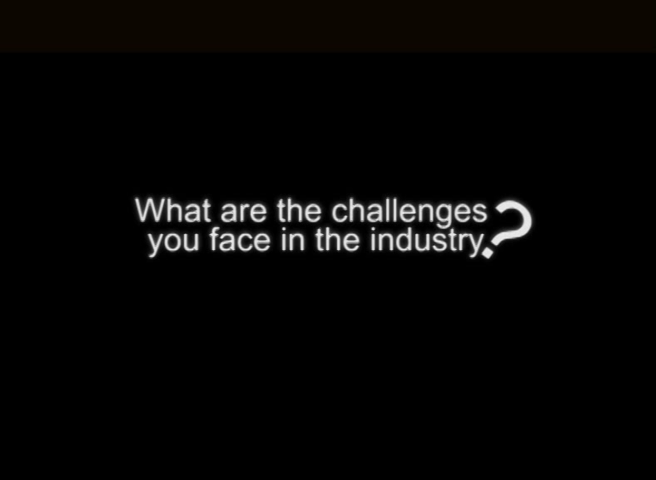 What are the challenges
you face in the industry?